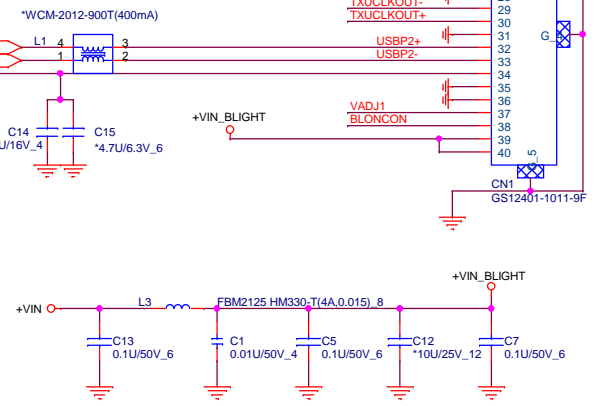 *WCM-2012-900T(400mA)
TXUCLKOUT-
TXUCLKOUT+
29
30
31
32
33
34
35
36
37
38
39
40
G_
L1
4
3
1
2
USBP2+
USBP2-
+VIN_BLIGHT
VADJ1
BLONCON
C14
U/16V_4
C15
*4.7U/6.3V_6
G_5
CN1
GS12401-1011-9F
+VIN_BLIGHT
+VIN
L3
FBM2125 HM330-T(4A,0.015)_8
C13
0.1U/50V_6
C1
0.01U/50V_4
C5
0.1U/50V_6
C12
*10U/25V_12
C7
0.1U/50V_6